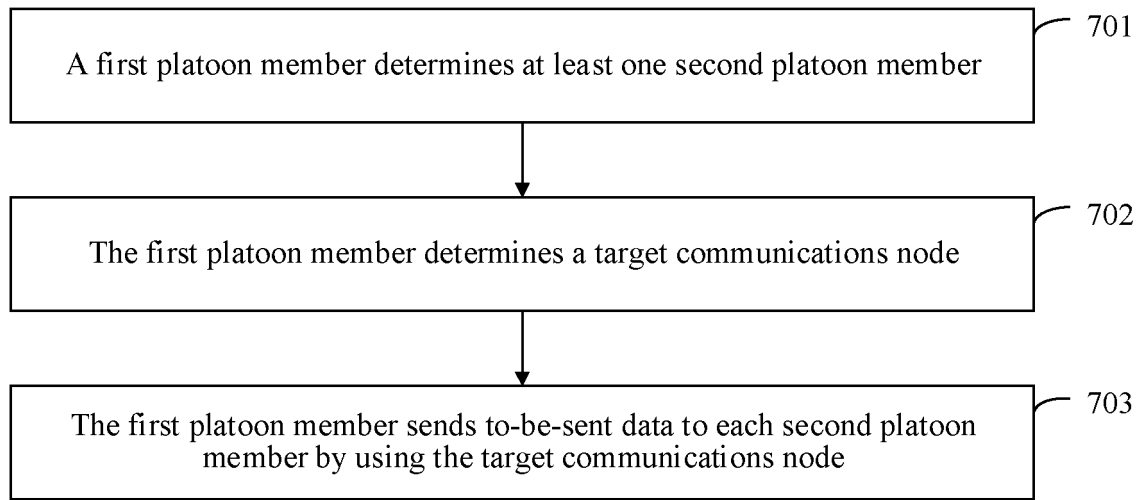 701
A first platoon member determines at least one second platoon member
702
The first platoon member determines a target communications node
703
The first platoon member sends to-be-sent data to each second platoon
member by using the target communications node